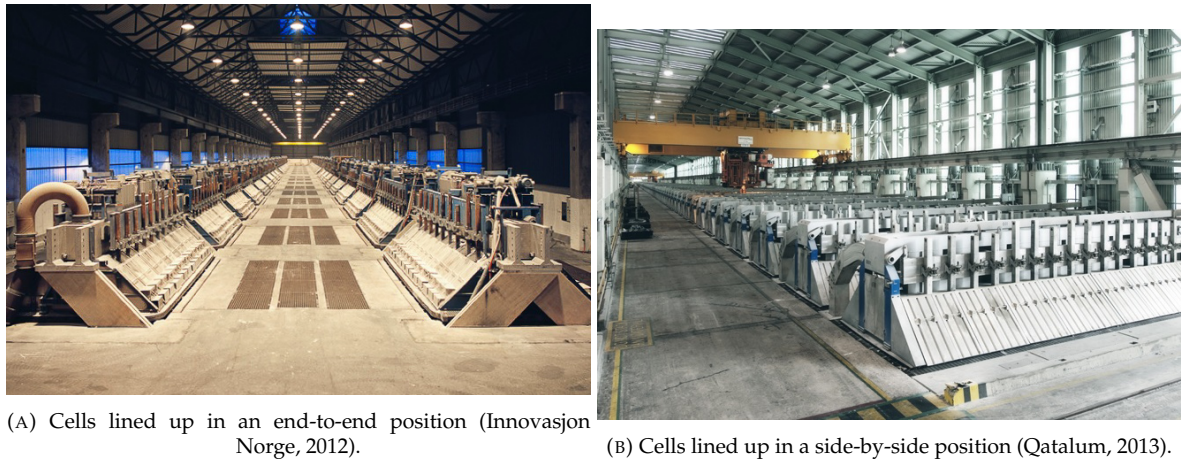 (A) Cells lined up in an end-to-end position (Innovasjon
Norge, 2012).
(B) Cells lined up in a side-by-side position (Qatalum, 2013).